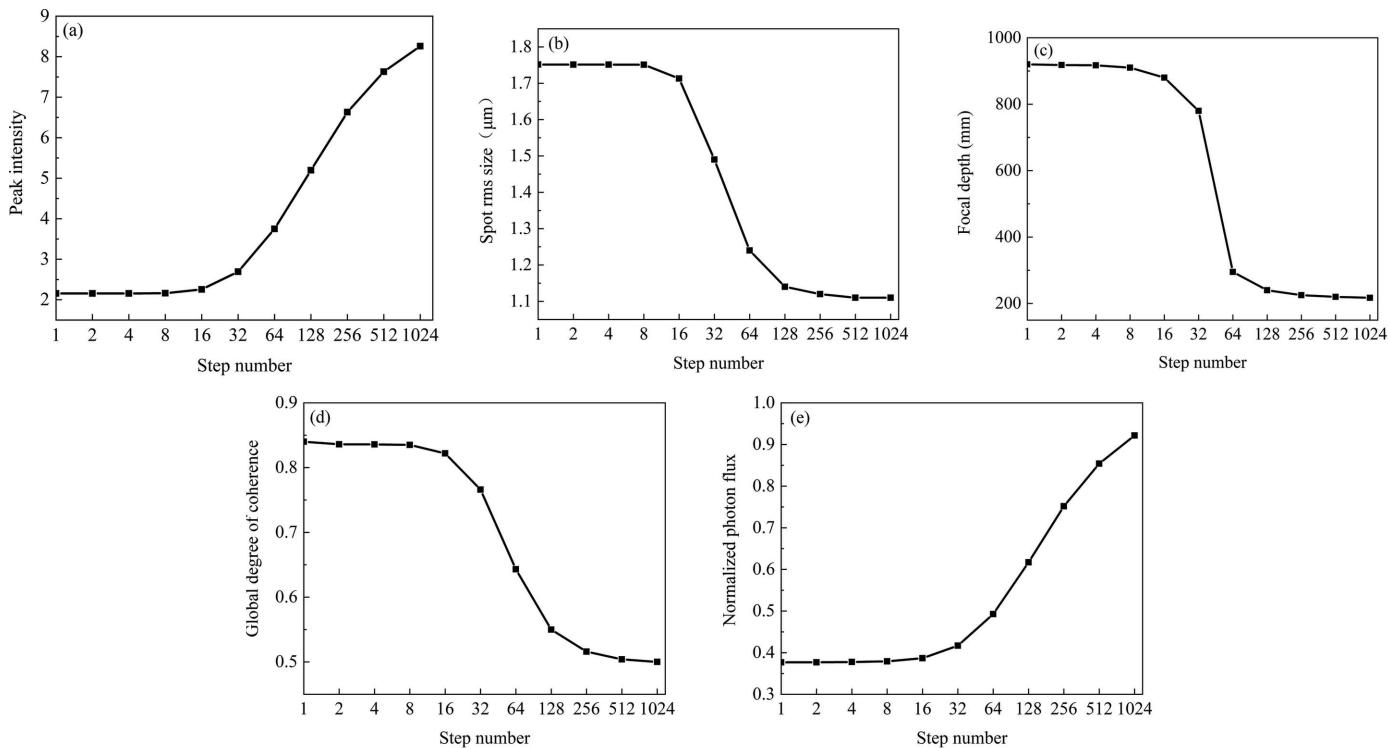 (a)
Peak intensity
9
8
7
6
5
4
3
2
1 2 4 8 16 32 64 128 256 512 1024
Step number
(b)
Spot rms size（μm）
1.8
1.7
1.6
1.5
1.4
1.3
1.2
1.1
1 2 4 8 16 32 64 128 256 512 1024
Step number
(c)
Focal depth (mm)
1000
800
600
400
200
1 2 4 8 16 32 64 128 256 512 1024
Step number
(d)
Global degree of coherence
0.9
0.8
0.7
0.6
0.5
1 2 4 8 16 32 64 128 256 512 1024
Step number
(e)
Normalized photon flux
1.0
0.9
0.8
0.7
0.6
0.5
0.4
0.3
1 2 4 8 16 32 64 128 256 512 1024
Step number